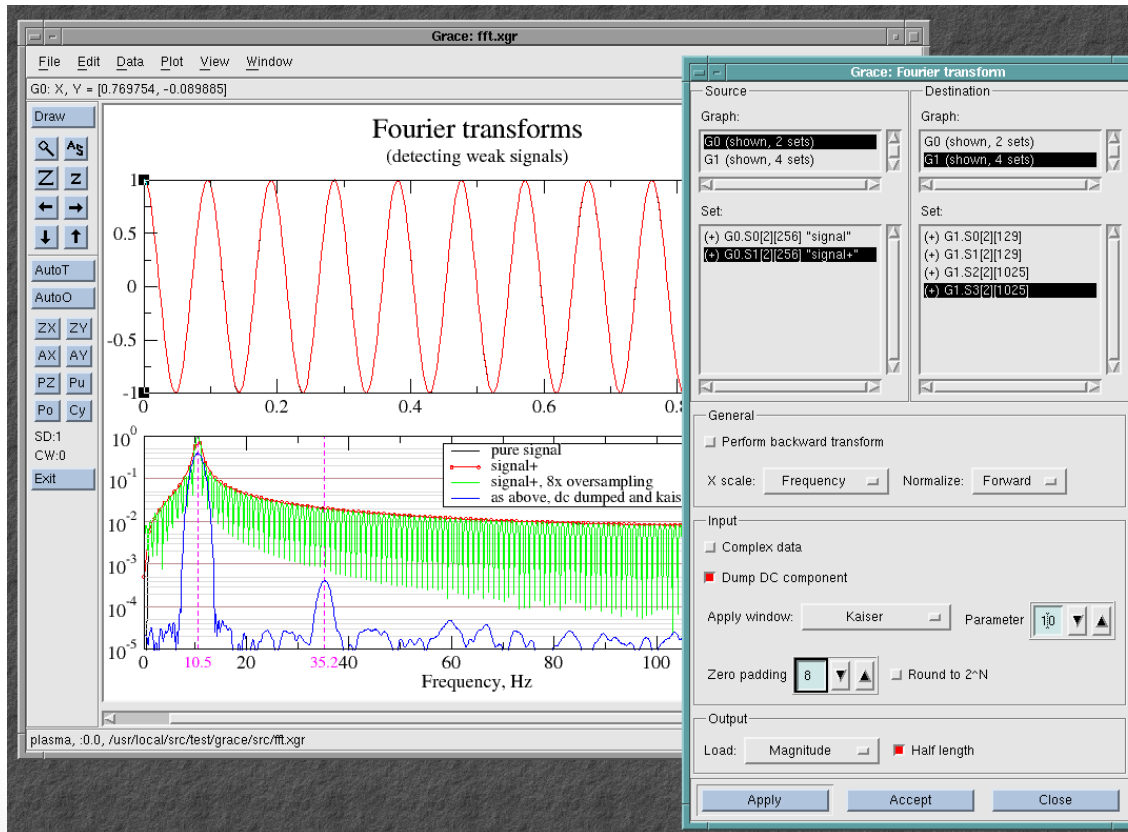 Grace: fft.xgr
File Edit Data Plot View Window
G0: X, Y = [0.769754, -0.089885]
Draw
AS
Z z
AutoT
AutoO
ZX ZY
AX AY
PZ Pu
Po Cy
SD:1
CW:0
Exit
Fourier transforms
(detecting weak signals)
1
0.5
0
-0.5
-1
0 0.2 0.4 0.6 0.8
10^0
10^-1
10^-2
10^-3
10^-4
10^-5
pure signal
signal+
signal+, 8x oversampling
as above, dc dumped and kais
0 20 40 60 80 100
10.5 35.2
Frequency, Hz
plasma, :0.0, /usr/local/src/test/grace/src/fft.xgr
Grace: Fourier transform
Source
Graph:
G0 (shown, 2 sets)
G1 (shown, 4 sets)
Set:
(+) G0.S0[2][256] "signal"
(+) G0.S1[2][256] "signal+"
Destination
Graph:
G0 (shown, 2 sets)
G1 (shown, 4 sets)
Set:
(+) G1.S0[2][129]
(+) G1.S1[2][129]
(+) G1.S2[2][1025]
(+) G1.S3[2][1025]
General
Perform backward transform
X scale: Frequency Normalize: Forward
Input
Complex data
Dump DC component
Apply window: Kaiser Parameter 10
Zero padding 8 Round to 2^N
Output
Load: Magnitude Half length
Apply Accept Close